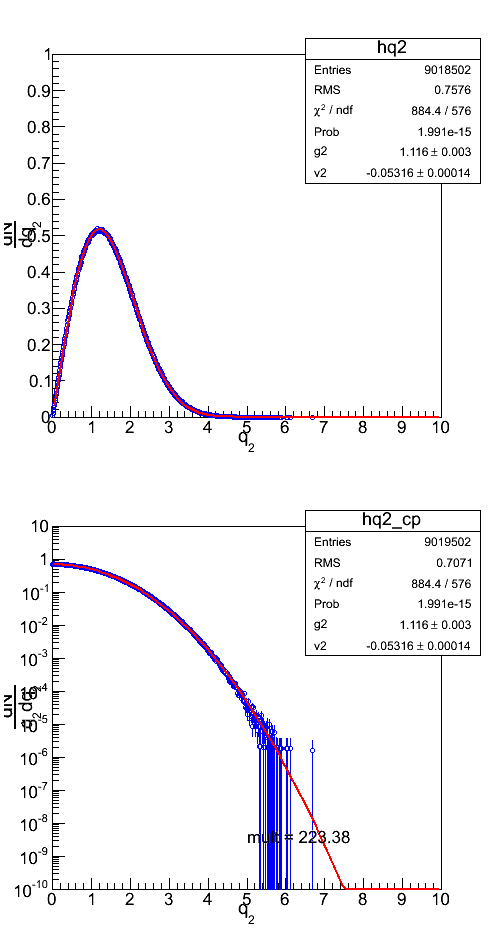 hq2
Entries 9018502
RMS 0.7576
χ² / ndf 884.4 / 576
Prob 1.991e-15
g2 1.116 ± 0.003
v2 -0.05316 ± 0.00014
1
0.9
0.8
0.7
0.6
0.5
0.4
0.3
0.2
0.1
0
dN
dq₂
0 1 2 3 4 5 6 7 8 9 10
q₂
hq2_cp
Entries 9019502
RMS 0.7071
χ² / ndf 884.4 / 576
Prob 1.991e-15
g2 1.116 ± 0.003
v2 -0.05316 ± 0.00014
10
1
10⁻¹
10⁻²
10⁻³
10⁻⁴
10⁻⁵
10⁻⁶
10⁻⁷
10⁻⁸
10⁻⁹
10⁻¹⁰
dN
q₂dq₂
mult = 223.38
0 1 2 3 4 5 6 7 8 9 10
q₂